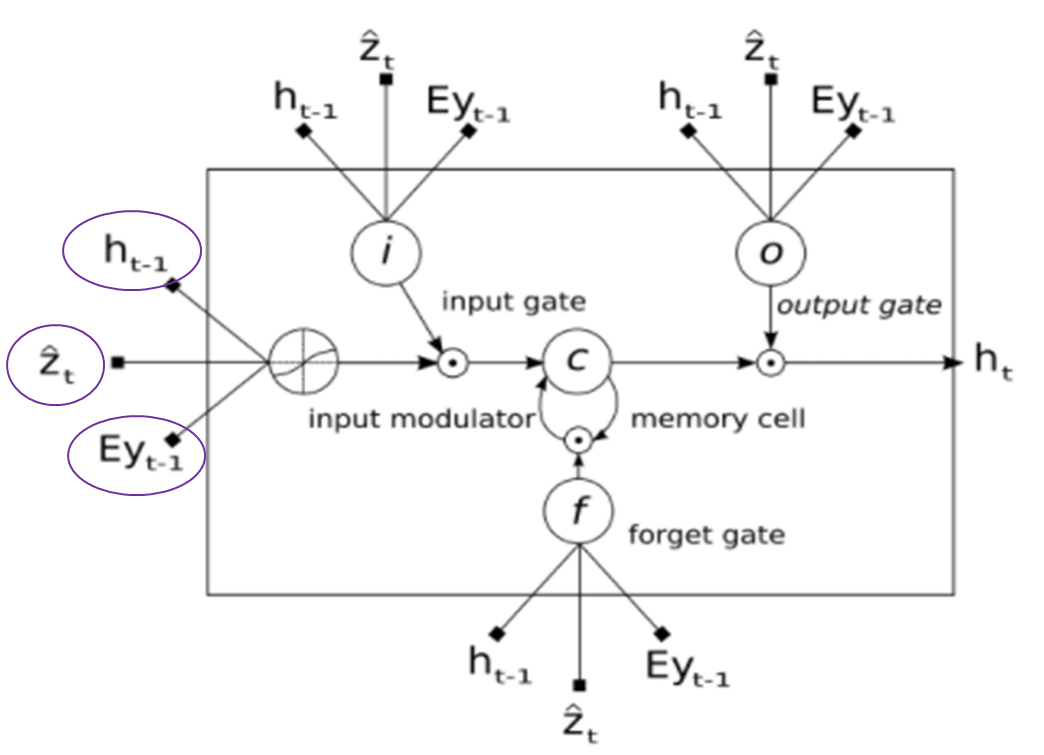 ẑt
ẑt
ht-1
Eyt-1
ht-1
Eyt-1
ht-1
i
o
input gate
output gate
ẑt
c
ht
input modulator
memory cell
Eyt-1
f
forget gate
ht-1
Eyt-1
ẑt